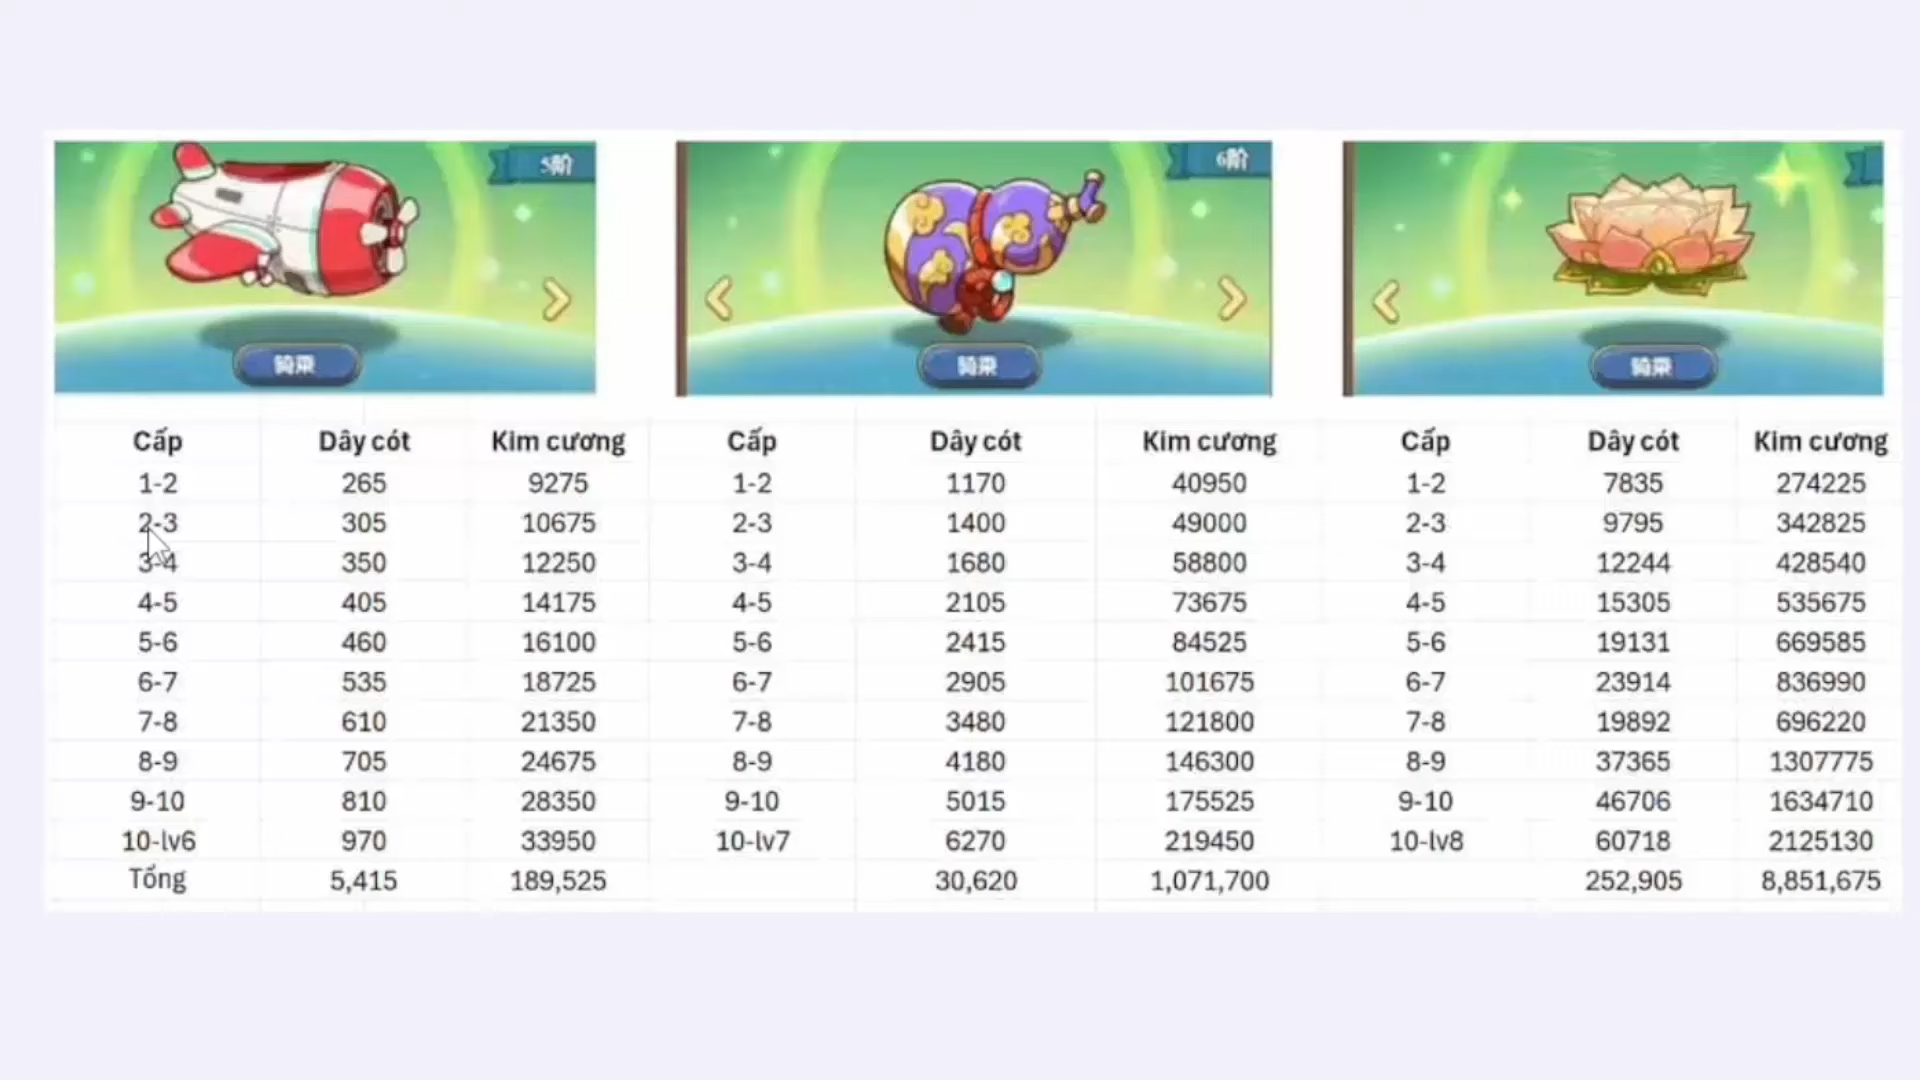 5阶
6阶
骑乘
骑乘
骑乘
Cấp Dây cót Kim cương Cấp Dây cót Kim cương Cấp Dây cót Kim cương
1-2 265 9275 1-2 1170 40950 1-2 7835 274225
2-3 305 10675 2-3 1400 49000 2-3 9795 342825
3-4 350 12250 3-4 1680 58800 3-4 12244 428540
4-5 405 14175 4-5 2105 73675 4-5 15305 535675
5-6 460 16100 5-6 2415 84525 5-6 19131 669585
6-7 535 18725 6-7 2905 101675 6-7 23914 836990
7-8 610 21350 7-8 3480 121800 7-8 19892 696220
8-9 705 24675 8-9 4180 146300 8-9 37365 1307775
9-10 810 28350 9-10 5015 175525 9-10 46706 1634710
10-lv6 970 33950 10-lv7 6270 219450 10-lv8 60718 2125130
Tổng 5,415 189,525 30,620 1,071,700 252,905 8,851,675